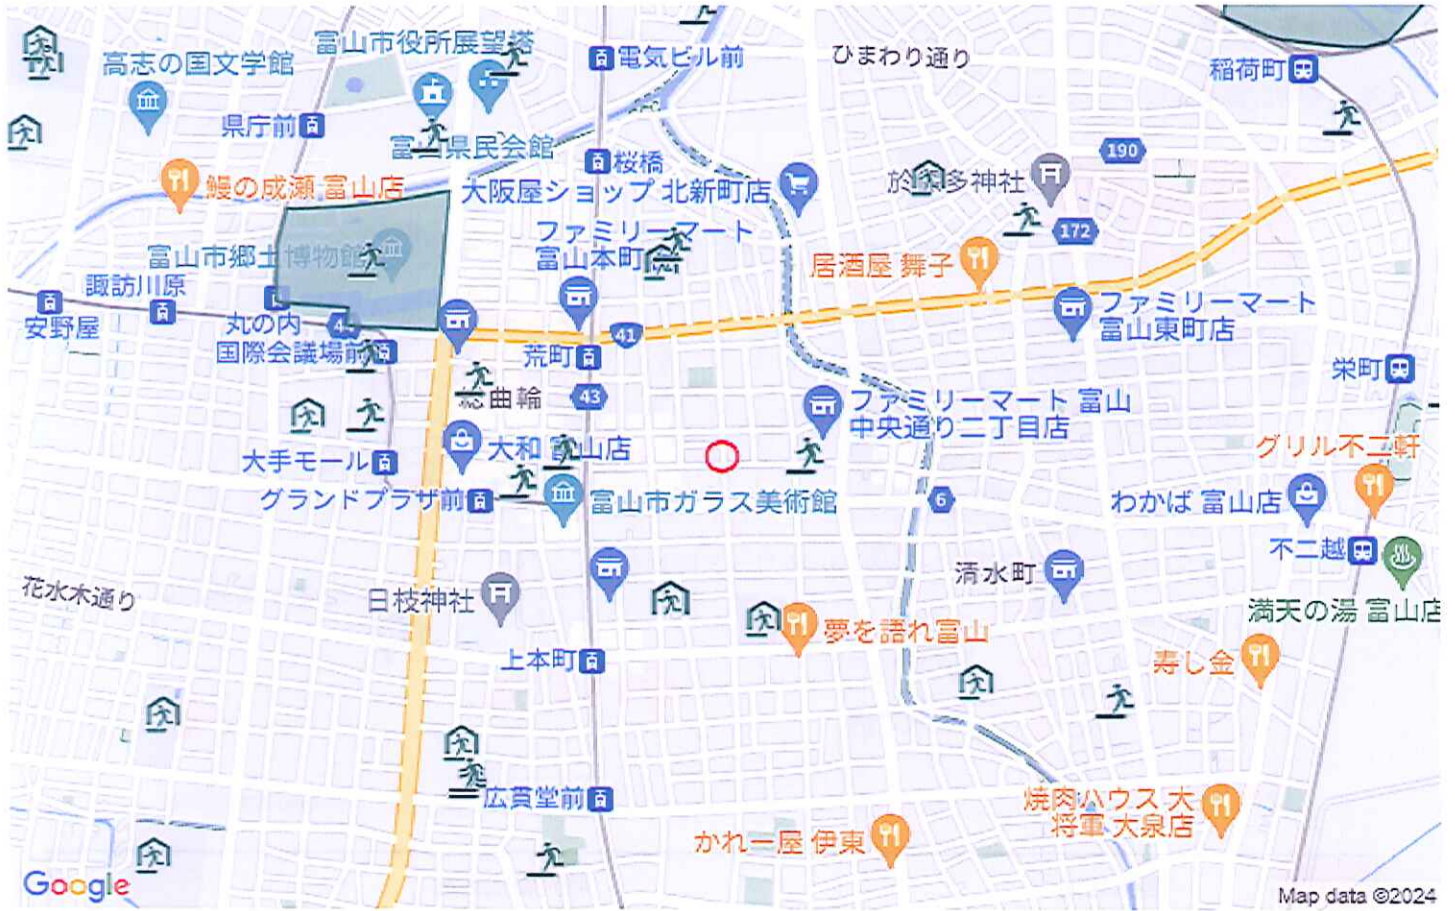 富山市役所展望塔
高志の国文学館
電気ビル前
ひまわり通り
稲荷町
県庁前
県民会館
桜橋
190
鰻の成瀬 富山店
大阪屋ショップ 北新町店
多神社
172
ファミリーマート
富山本町
富山市郷土博物館
居酒屋 舞子
諏訪川原
安野屋
丸の内
国際会議場前
41
荒町
ファミリーマート
富山東町店
栄町
総曲輪
43
ファミリーマート 富山
中央通り二丁目店
大和 富山店
グリル不二軒
大手モール
グランドプラザ前
富山市ガラス美術館
6
わかば 富山店
不二越
清水町
花水木通り
日枝神社
満天の湯 富山店
夢を語れ富山
上本町
寿し金
広貫堂前
焼肉ハウス 大
将軍 大泉店
かれー屋 伊東
Google
Map data ©2024